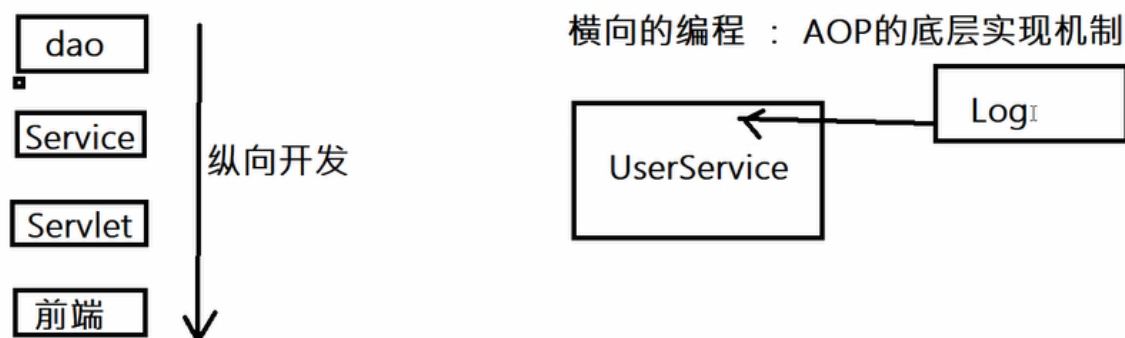 dao
Service
Servlet
前端
纵向开发
横向的编程 : AOP的底层实现机制
UserService
Log